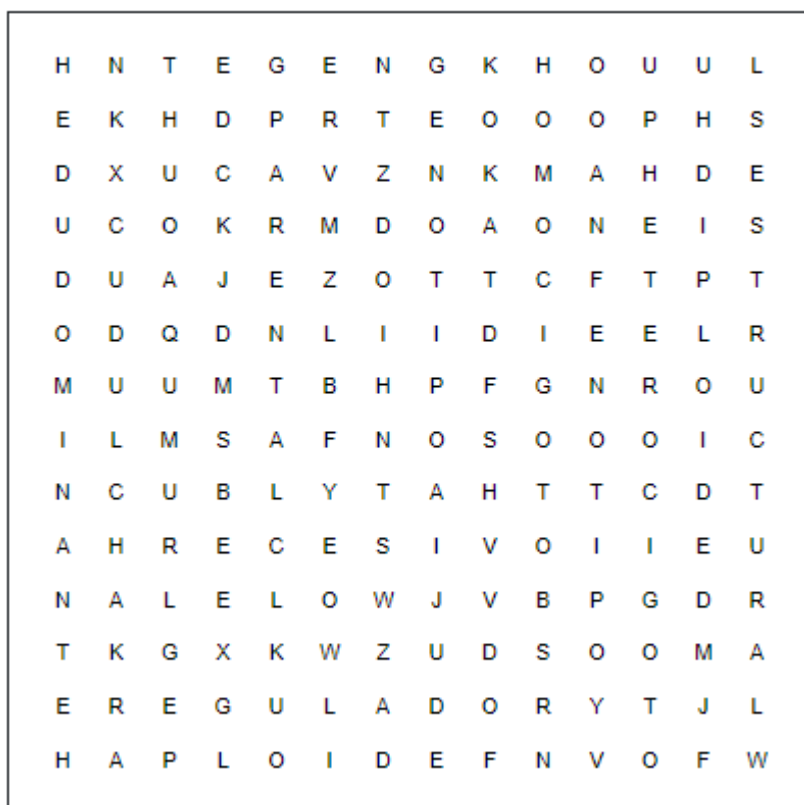 H N T E G E N G K H O U U L
E K H D P R T E O O O P H S
D X U C A V Z N K M A H D E
U C O K R M D O A O N E I S
D U A J E Z O T T C F T P T
O D Q D N L I I D I E E L R
M U U M T B H P F G N R O U
I L M S A F N O S O O O I C
N C U B L Y T A H T T C D T
A H R E C E S I V O I I E U
N A L E L O W J V B P G D R
T K G X K W Z U D S O O M A
E R E G U L A D O R Y T J L
H A P L O I D E F N V O F W